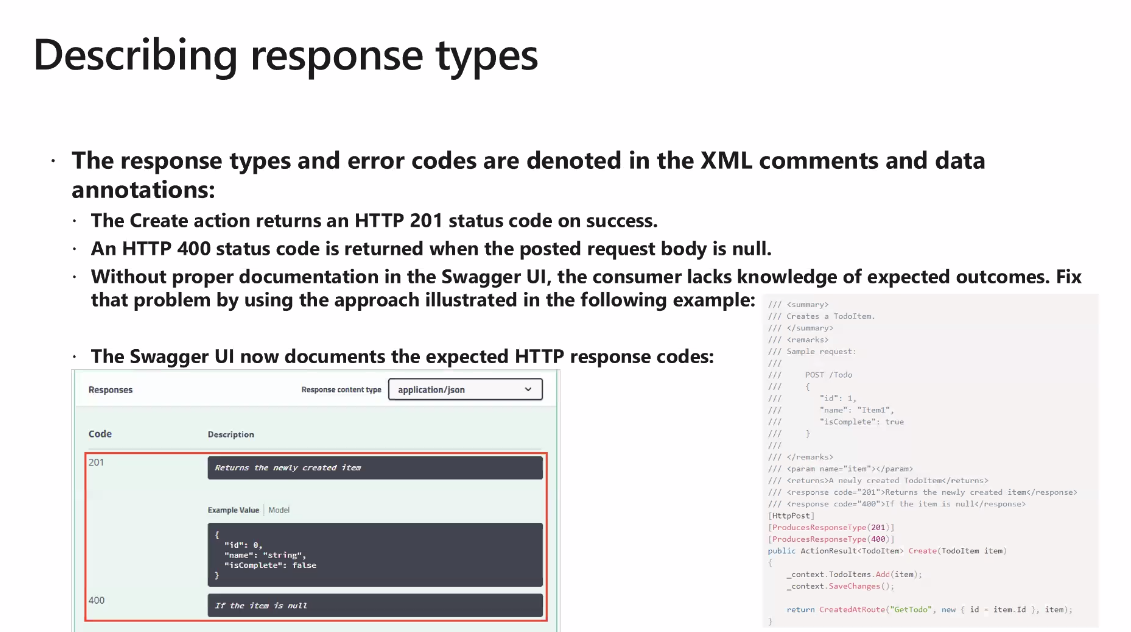 Describing response types
· The response types and error codes are denoted in the XML comments and data
annotations:
· The Create action returns an HTTP 201 status code on success.
· An HTTP 400 status code is returned when the posted request body is null.
· Without proper documentation in the Swagger UI, the consumer lacks knowledge of expected outcomes. Fix
that problem by using the approach illustrated in the following example:
· The Swagger UI now documents the expected HTTP response codes:
Responses
Response content type
application/json
Code
Description
201
Returns the newly created item
Example Value | Model
{
"id": 0,
"name": "string",
"isComplete": false
}
400
If the item is null
/// <summary>
/// Creates a TodoItem.
/// </summary>
/// <remarks>
/// Sample request:
///
///     POST /Todo
///     {
///        "id": 1,
///        "name": "Item1",
///        "isComplete": true
///     }
///
/// </remarks>
/// <param name="item"></param>
/// <returns>A newly created TodoItem</returns>
/// <response code="201">Returns the newly created item</response>
/// <response code="400">If the item is null</response>
[HttpPost]
[ProducesResponseType(201)]
[ProducesResponseType(400)]
public ActionResult<TodoItem> Create(TodoItem item)
{
_context.TodoItems.Add(item);
_context.SaveChanges();
return CreatedAtRoute("GetTodo", new { id = item.Id }, item);
}